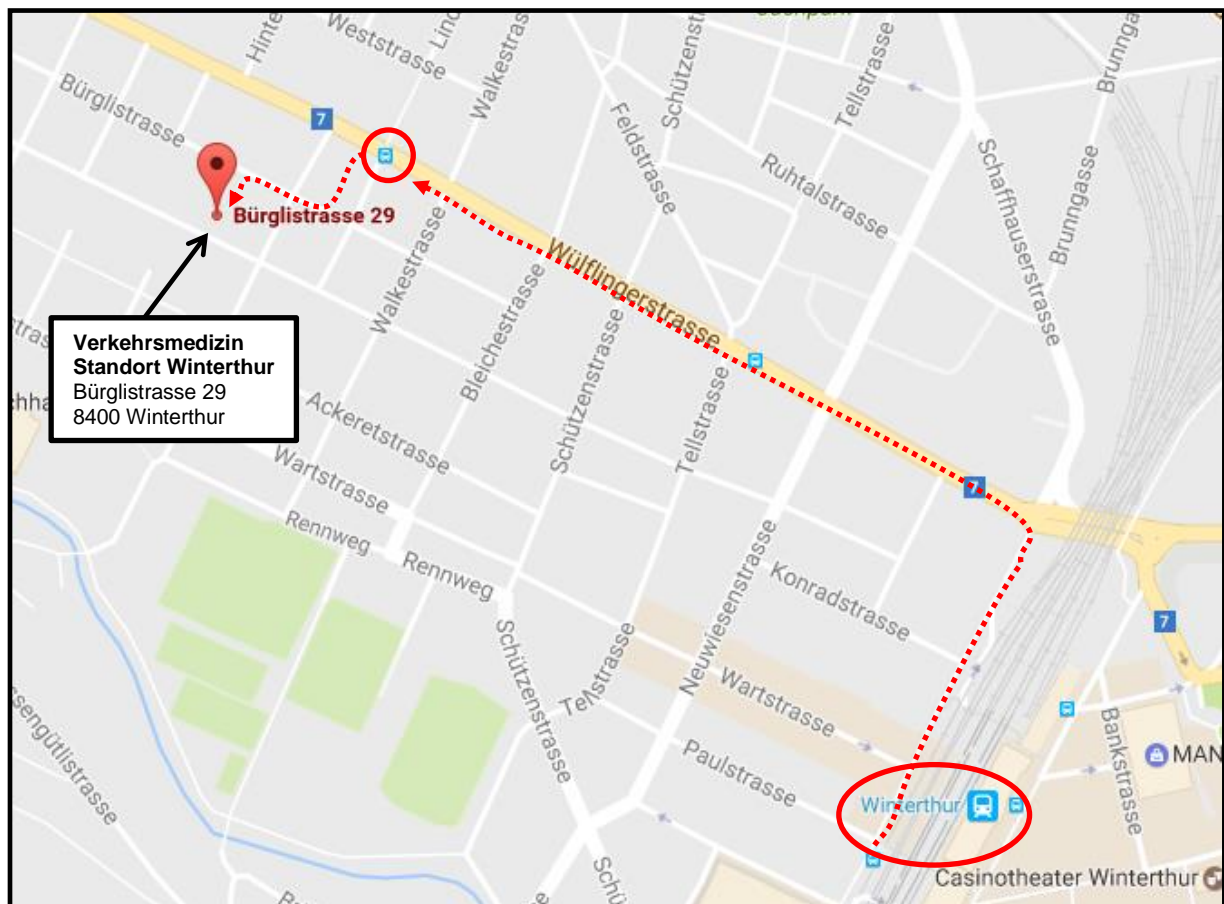 Weststrasse
Walkestrasse
Bürglistrasse
7
Feldstrasse
Schützenstrasse
Tellstrasse
Ruhtalstrasse
Schaffhauserstrasse
Brunngasse
Brunngasse
Bürglistrasse 29
Wülflingerstrasse
Walkestrasse
Bleichestrasse
Schützenstrasse
Tellstrasse
Verkehrsmedizin
Standort Winterthur
Bürglistrasse 29
8400 Winterthur
Ackeretstrasse
Wartstrasse
Rennweg
Rennweg
7
Neuwiesenstrasse
Konradstrasse
7
Schützenstrasse
Tellstrasse
Wartstrasse
Paulstrasse
Bankstrasse
MAN
Winterthur
Casinotheater Winterthur